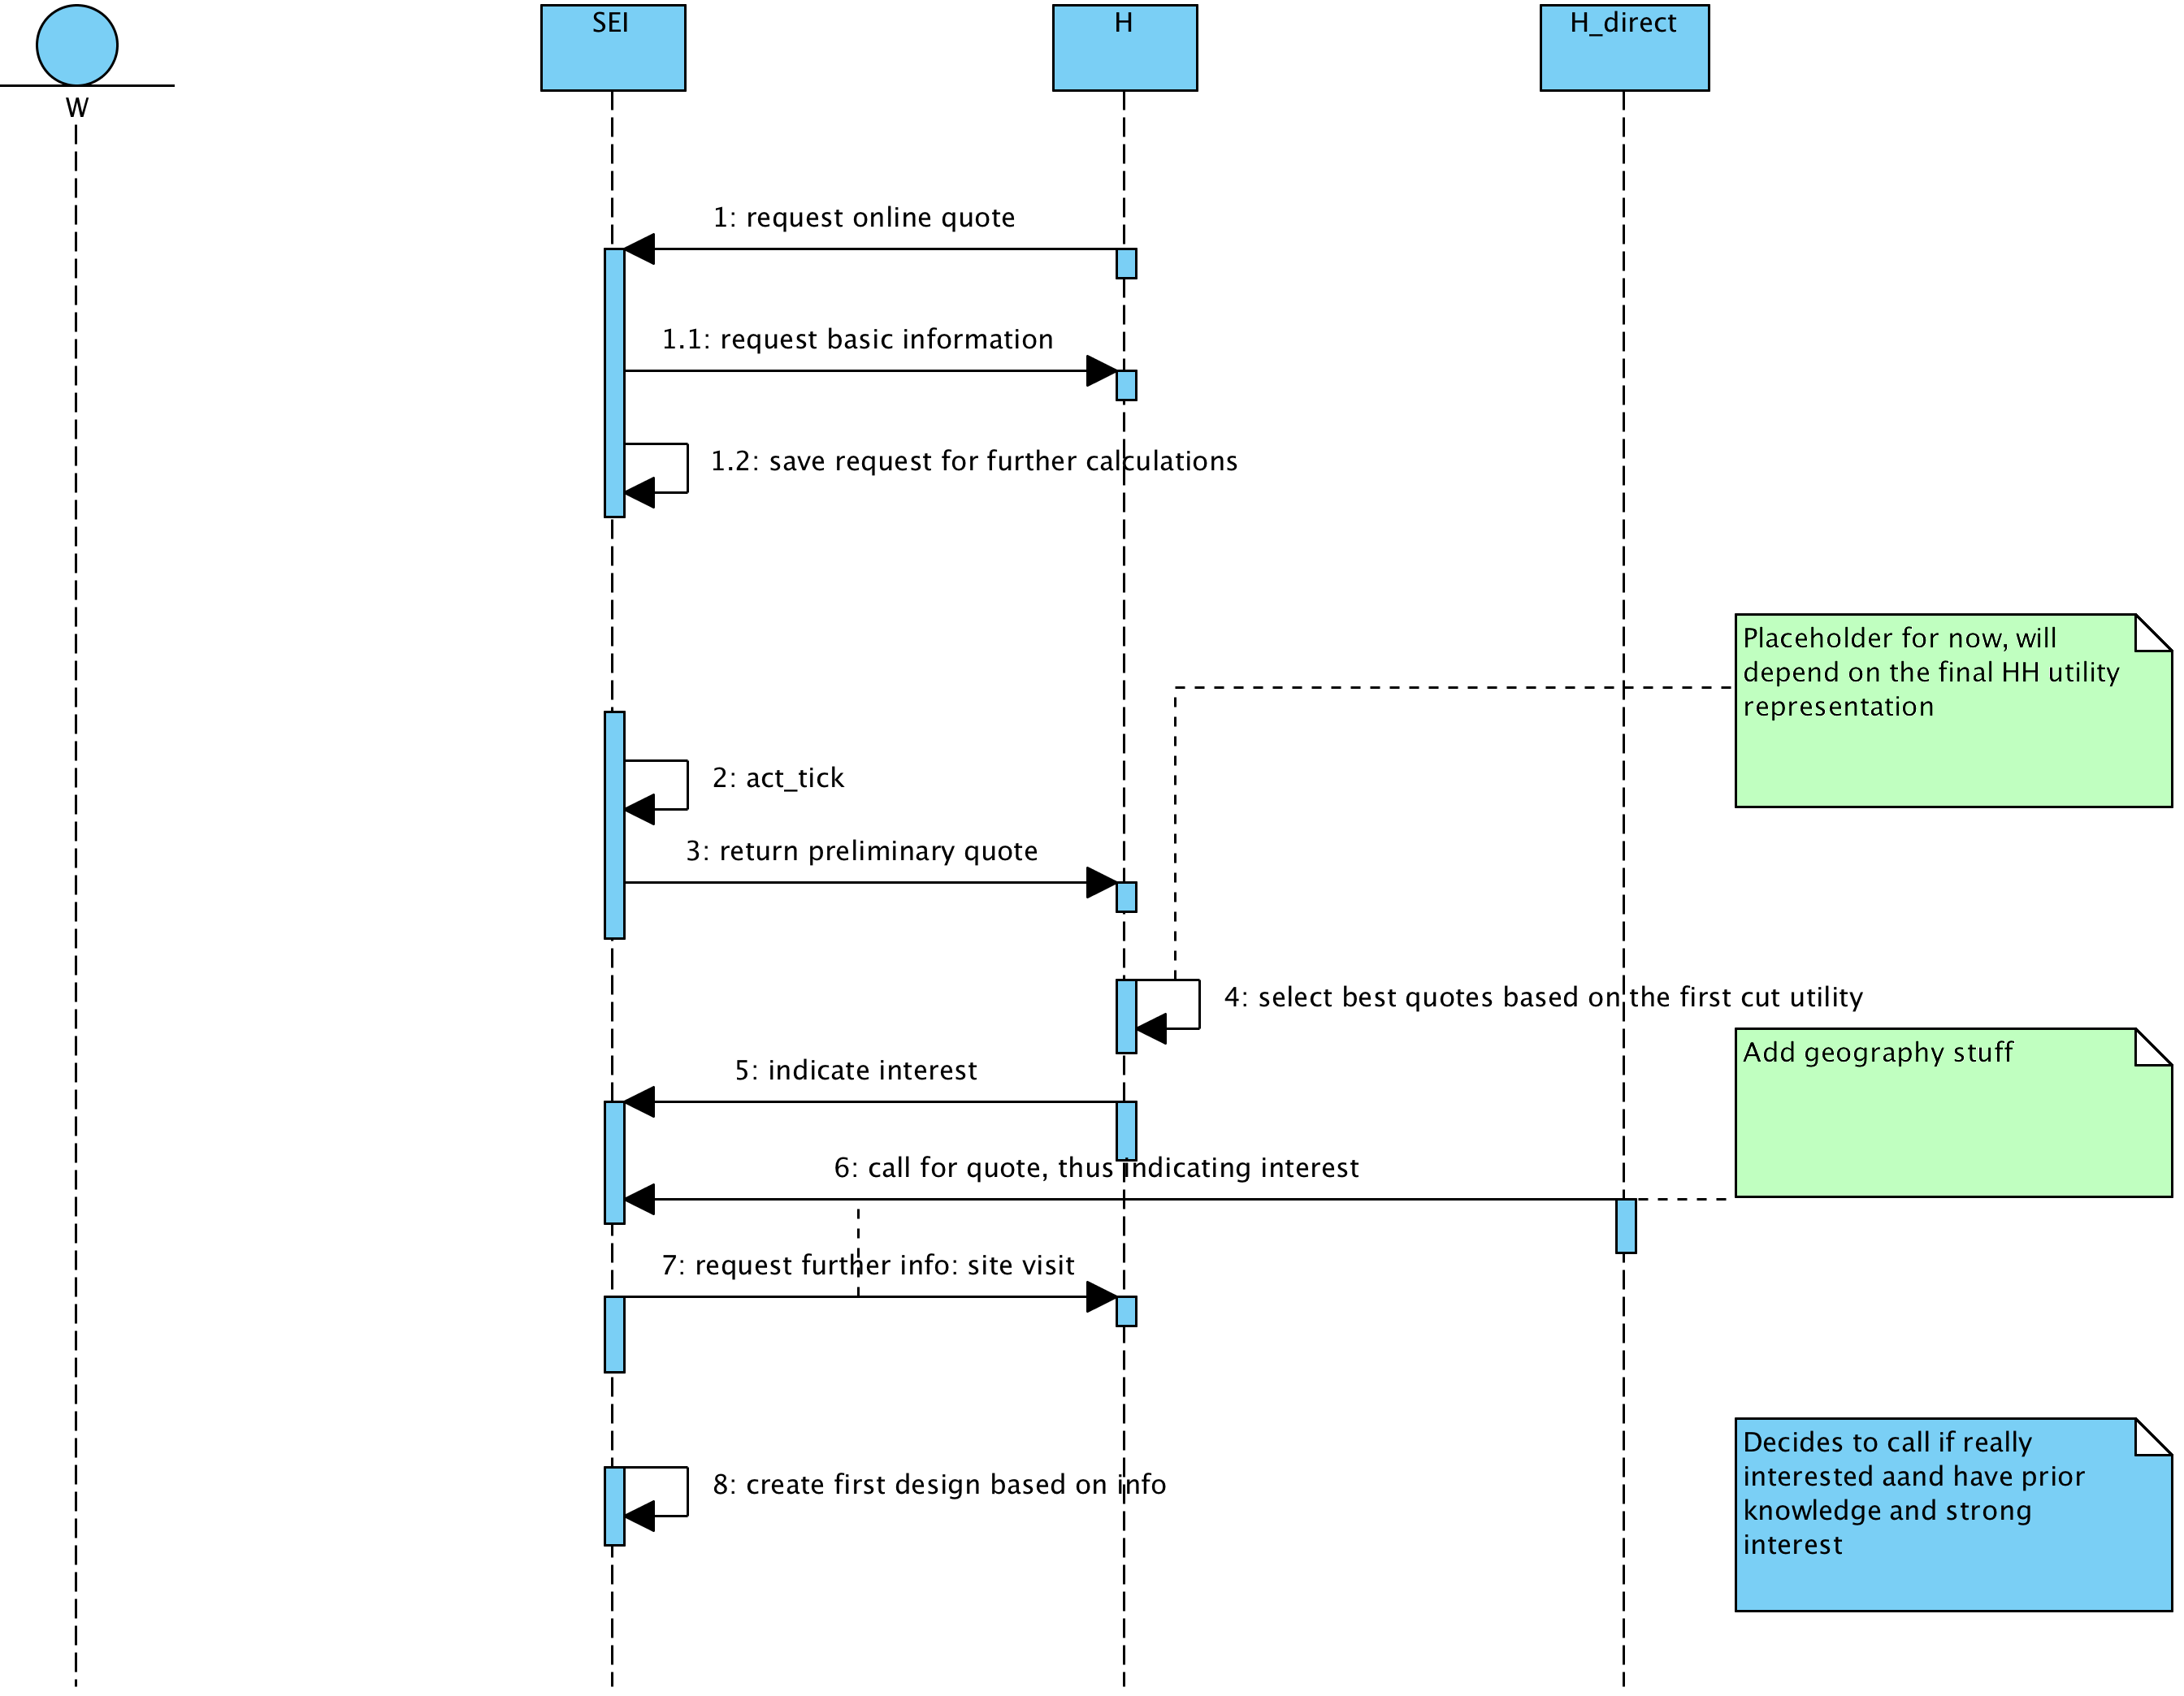 W
SEI
H
H_direct
1: request online quote
1.1: request basic information
1.2: save request for further calculations
Placeholder for now, will
depend on the final HH utility
representation
2: act_tick
3: return preliminary quote
4: select best quotes based on the first cut utility
Add geography stuff
5: indicate interest
6: call for quote, thus indicating interest
7: request further info: site visit
Decides to call if really
interested aand have prior
knowledge and strong
interest
8: create first design based on info